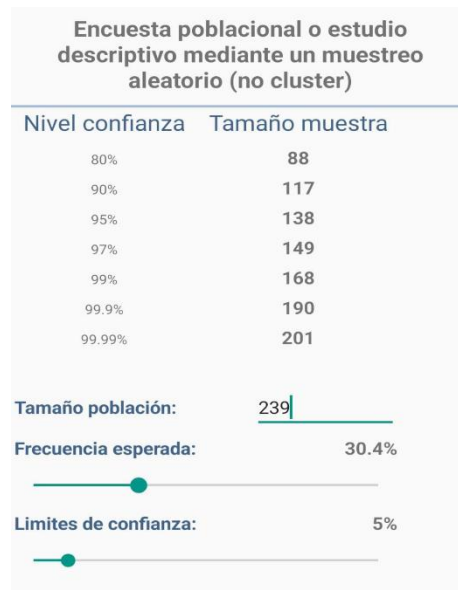 Encuesta poblacional o estudio
descriptivo mediante un muestreo
aleatorio (no cluster)
Nivel confianza Tamaño muestra
80% 88
90% 117
95% 138
97% 149
99% 168
99.9% 190
99.99% 201
Tamaño población: 239
Frecuencia esperada: 30.4%
Limites de confianza: 5%